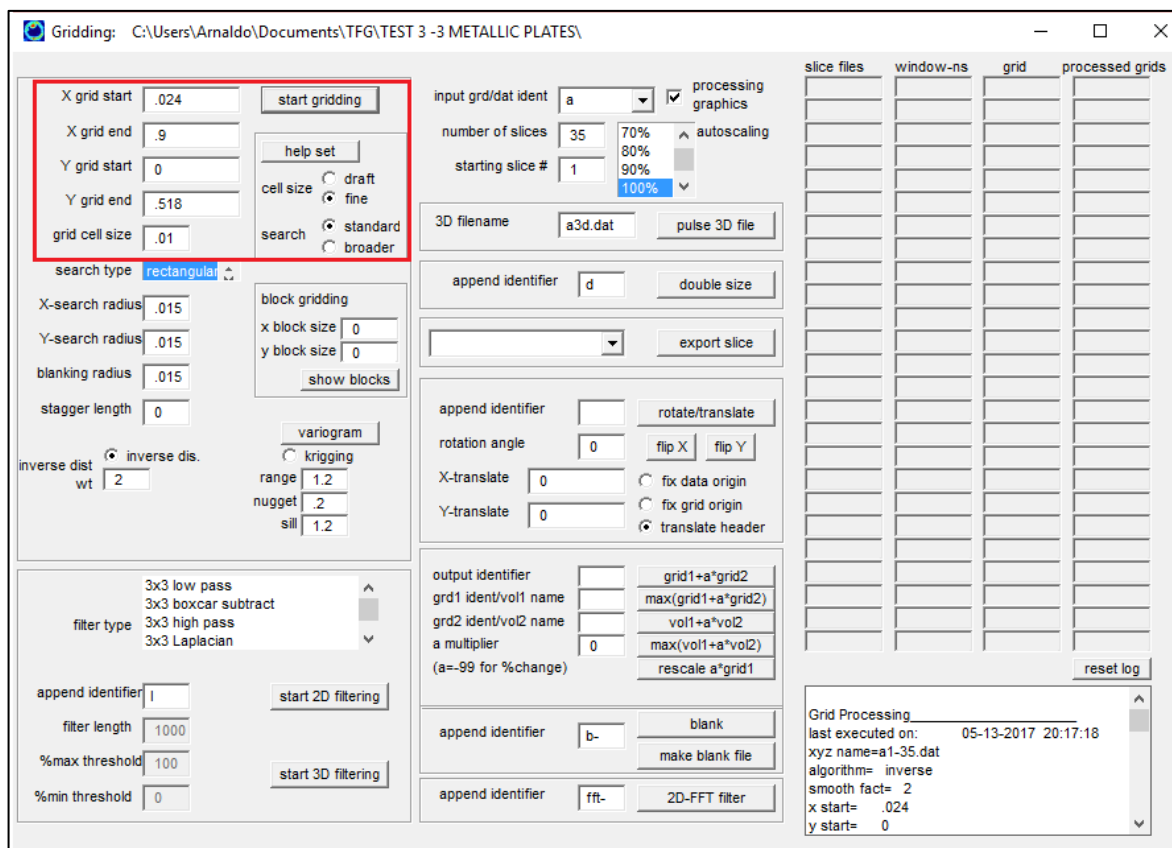 Gridding: C:\Users\Arnaldo\Documents\TFG\TEST 3 -3 METALLIC PLATES\
X grid start .024 start gridding
X grid end .9
help set
Y grid start 0
cell size draft
fine
Y grid end .518
search standard
broader
grid cell size .01
search type rectangular
X-search radius .015
Y-search radius .015
blanking radius .015
stagger length 0
block gridding
x block size 0
y block size 0
show blocks
variogram
inverse dis.
krigging
inverse dist
wt 2
range 1.2
nugget .2
sill 1.2
filter type
3x3 low pass
3x3 boxcar subtract
3x3 high pass
3x3 Laplacian
append identifier l start 2D filtering
filter length 1000
%max threshold 100
start 3D filtering
%min threshold 0
input grd/dat ident a
processing
graphics
number of slices 35
starting slice # 1
70%
80%
90%
100%
autoscaling
3D filename a3d.dat pulse 3D file
append identifier d double size
export slice
append identifier rotate/translate
rotation angle 0 flip X flip Y
X-translate 0
Y-translate 0
fix data origin
fix grid origin
translate header
output identifier grid1+a*grid2
grd1 ident/vol1 name max(grid1+a*grid2)
grd2 ident/vol2 name vol1+a*vol2
a multiplier 0 max(vol1+a*vol2)
(a=-99 for %change) rescale a*grid1
append identifier b- blank
make blank file
append identifier fft- 2D-FFT filter
slice files window-ns grid processed grids
reset log
Grid Processing
last executed on: 05-13-2017 20:17:18
xyz name=a1-35.dat
algorithm= inverse
smooth fact= 2
x start= .024
y start= 0